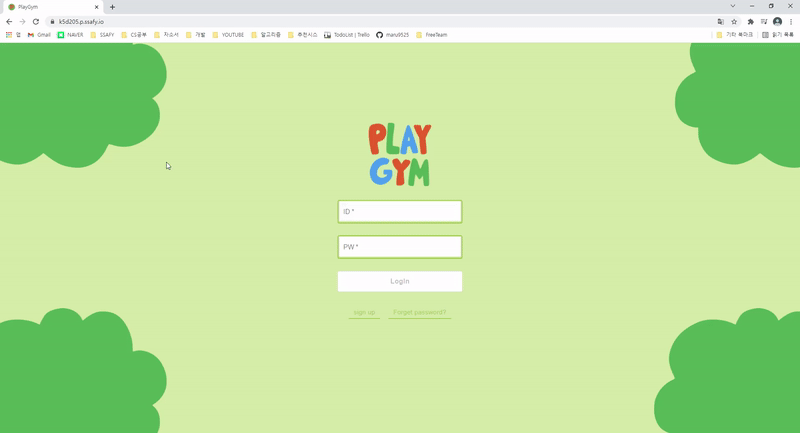 PlayGym
k5d205.p.ssafy.io
앱 Gmail NAVER SSAFY CS공부 자소서 개발 YOUTUBE 알고리즘 추천시스 TodoList | Trello maru9525 FreeTeam 기타 북마크 읽기 목록
PLAY
GYM
ID *
PW *
Login
sign up Forget password?